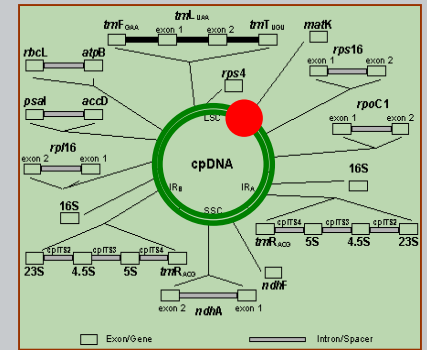 trnL UAA
trnF GAA exon 1 exon 2 trnT UGU
matK
rbcL atpB
rps16
exon 1 exon 2
rps4
psaI accD
LSC
rpoC1
exon 2 exon 1
rpl16
exon 2 exon 1
cpDNA
16S
IRB IRA
16S
SSC
cpITS4 cpITS3 cpITS2
trnR ACG 5S 4.5S 23S
cpITS2 cpITS3 cpITS4
23S 4.5S 5S trnR ACG
ndhF
exon 2 ndhA exon 1
Exon/Gene Intron/Spacer